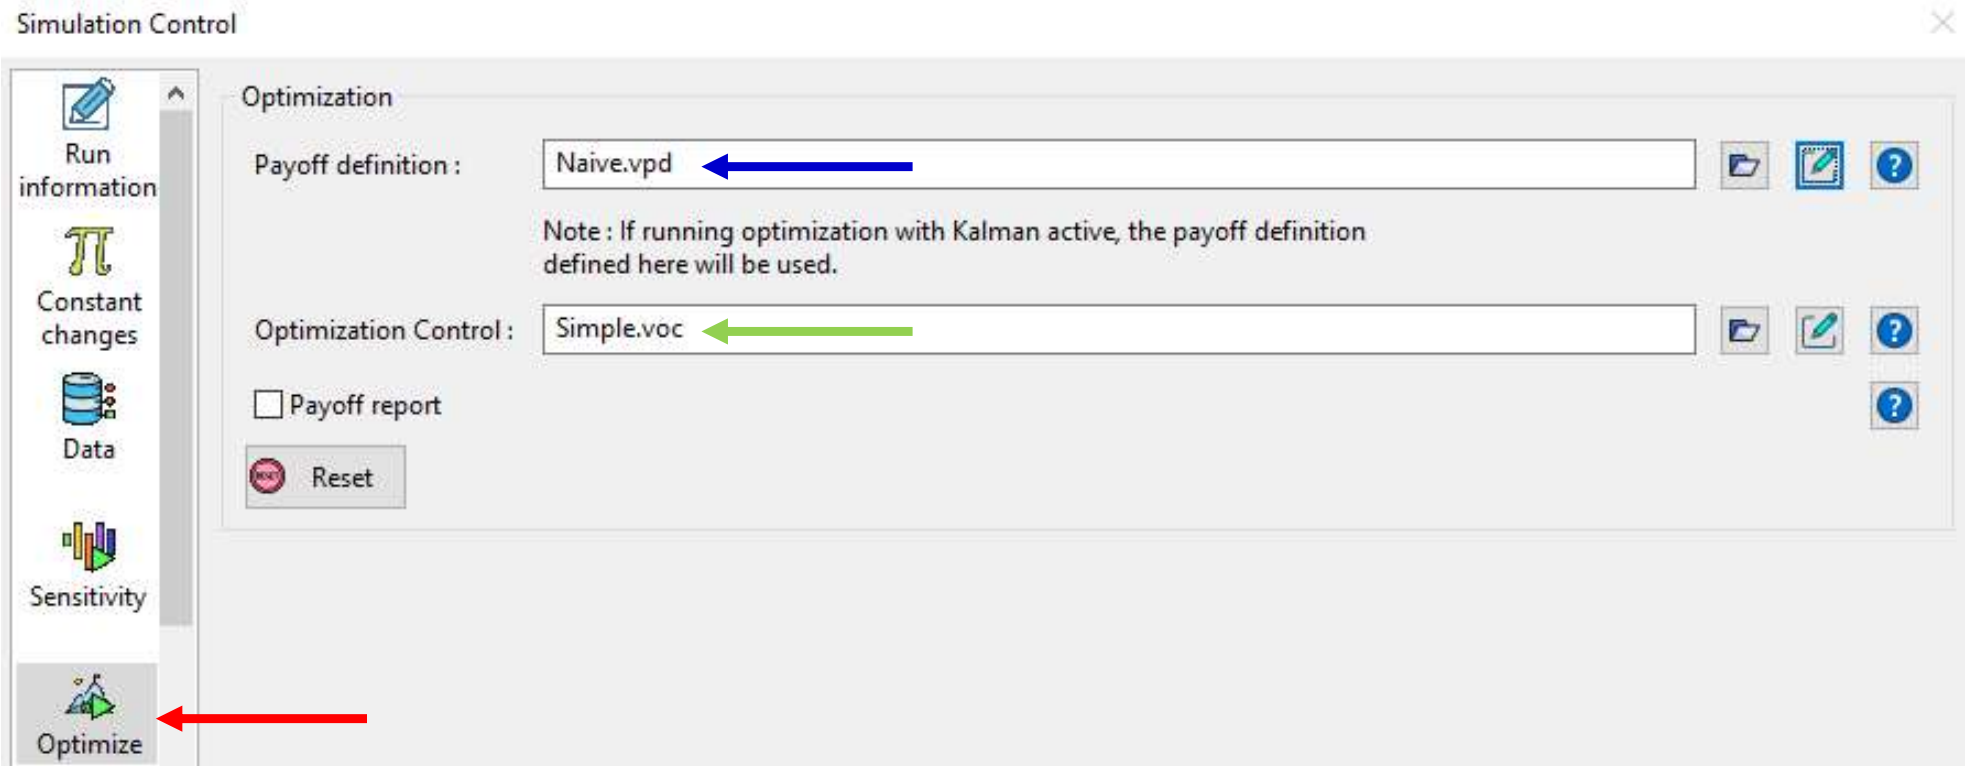 Simulation Control
Run
information
Constant
changes
Data
Sensitivity
Optimize
Optimization
Payoff definition :
Naive.vpd
Note : If running optimization with Kalman active, the payoff definition
defined here will be used.
Optimization Control :
Simple.voc
Payoff report
Reset